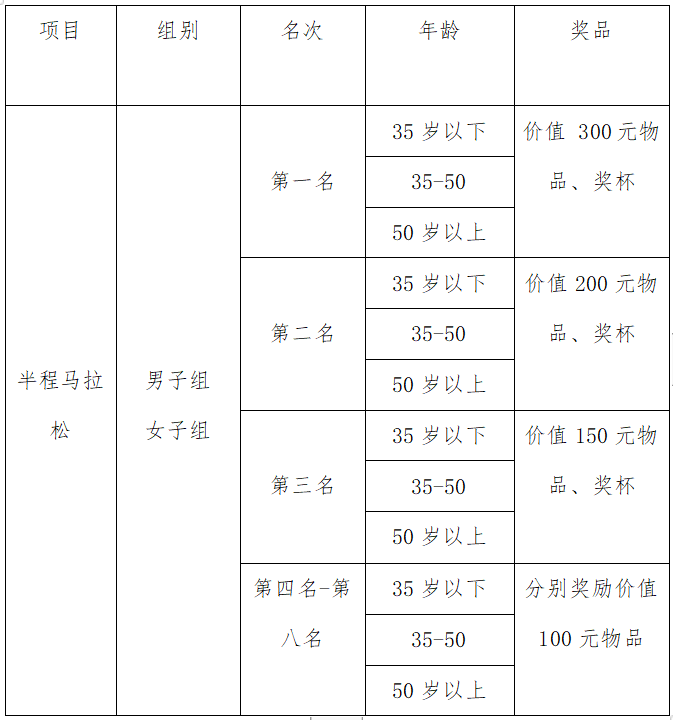 项目 组别 名次 年龄 奖品
半程马拉
松
男子组
女子组
第一名
35 岁以下
35-50
50 岁以上
价值 300 元物
品、奖杯
第二名
35 岁以下
35-50
50 岁以上
价值 200 元物
品、奖杯
第三名
35 岁以下
35-50
50 岁以上
价值 150 元物
品、奖杯
第四名-第
八名
35 岁以下
35-50
50 岁以上
分别奖励价值
100 元物品